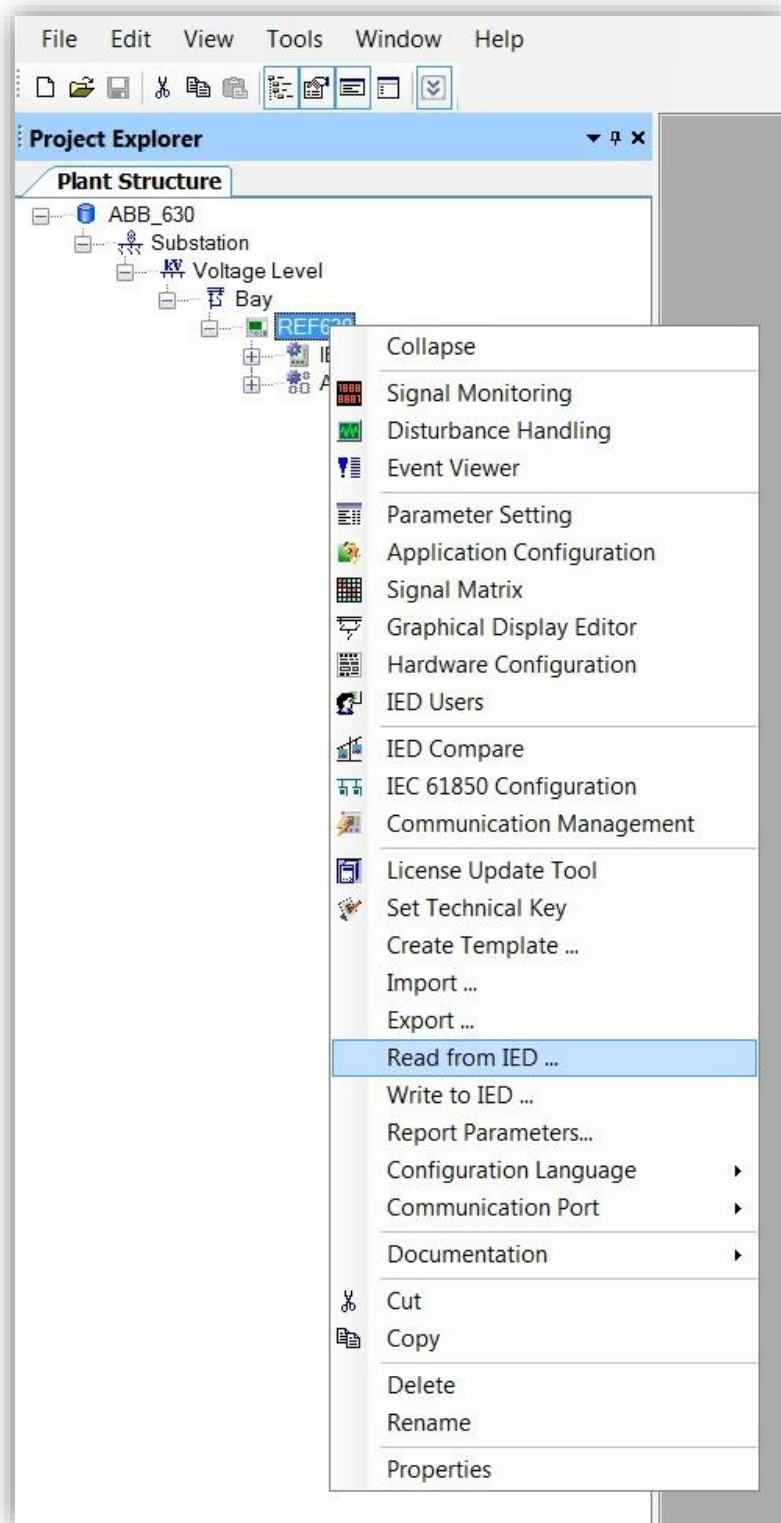 File Edit View Tools Window Help
Project Explorer
Plant Structure
ABB_630
Substation
Voltage Level
Bay
REF630
Collapse
Signal Monitoring
Disturbance Handling
Event Viewer
Parameter Setting
Application Configuration
Signal Matrix
Graphical Display Editor
Hardware Configuration
IED Users
IED Compare
IEC 61850 Configuration
Communication Management
License Update Tool
Set Technical Key
Create Template ...
Import ...
Export ...
Read from IED ...
Write to IED ...
Report Parameters...
Configuration Language
Communication Port
Documentation
Cut
Copy
Delete
Rename
Properties